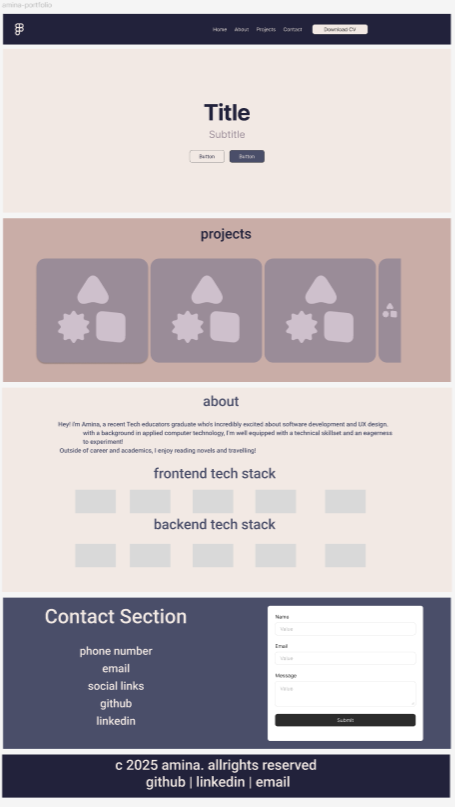 amina-portfolio
Home About Projects Contact Download CV
Title
Subtitle
Button Button
projects
about
Hey! I'm Amina, a recent Tech educators graduate who's incredibly excited about software development and UX design.
with a background in applied computer technology, I'm well equipped with a technical skillset and an eagerness
to experiment!
Outside of career and academics, I enjoy reading novels and travelling!
frontend tech stack
backend tech stack
Contact Section
phone number
email
social links
github
linkedin
Name
Value
Email
Value
Message
Value
Submit
c 2025 amina. allrights reserved
github | linkedin | email